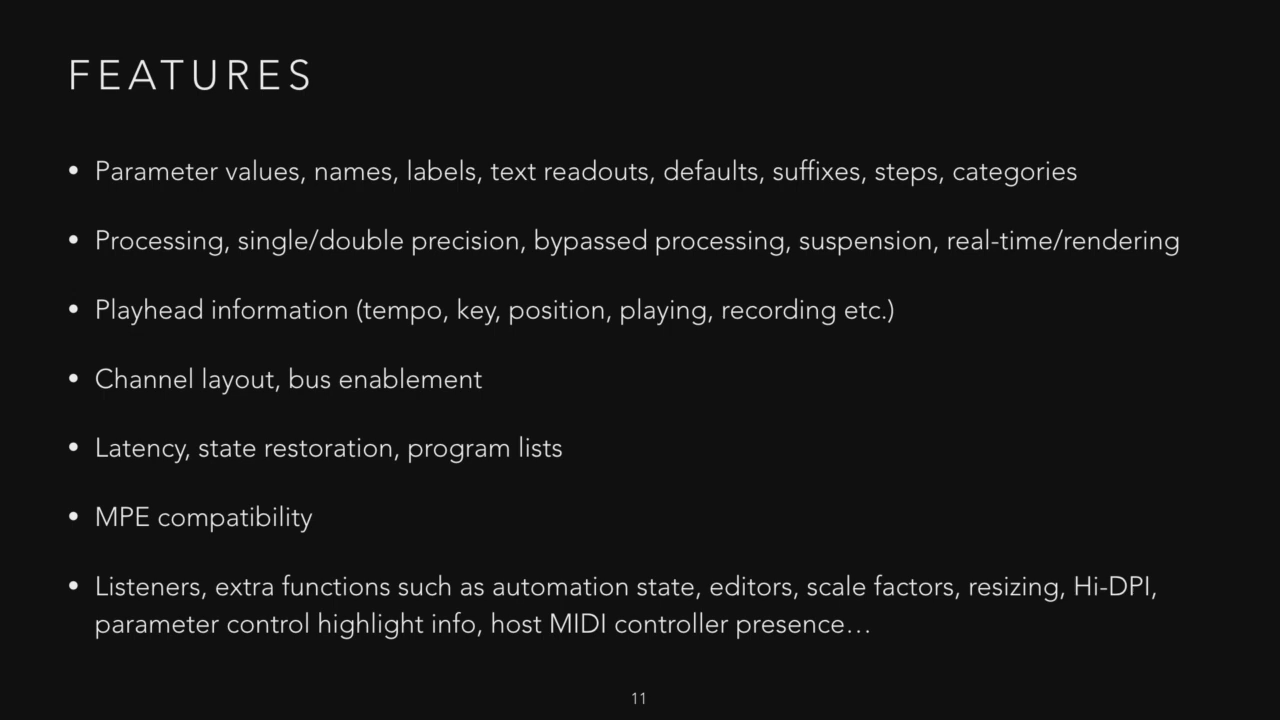 FEATURES
• Parameter values, names, labels, text readouts, defaults, suffixes, steps, categories
• Processing, single/double precision, bypassed processing, suspension, real-time/rendering
• Playhead information (tempo, key, position, playing, recording etc.)
• Channel layout, bus enablement
• Latency, state restoration, program lists
• MPE compatibility
• Listeners, extra functions such as automation state, editors, scale factors, resizing, Hi-DPI,
parameter control highlight info, host MIDI controller presence…
11